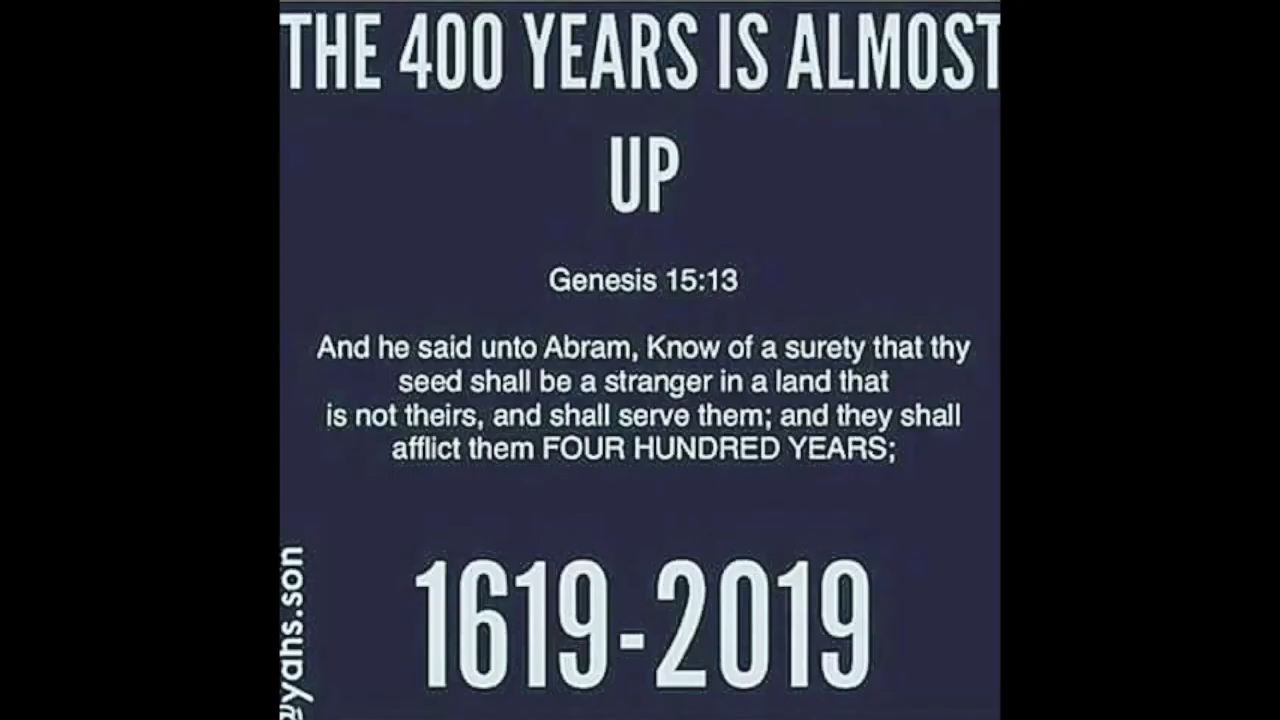 THE 400 YEARS IS ALMOST
UP
Genesis 15:13
And he said unto Abram, Know of a surety that thy
seed shall be a stranger in a land that
is not theirs, and shall serve them; and they shall
afflict them FOUR HUNDRED YEARS;
1619-2019
@yahs.son